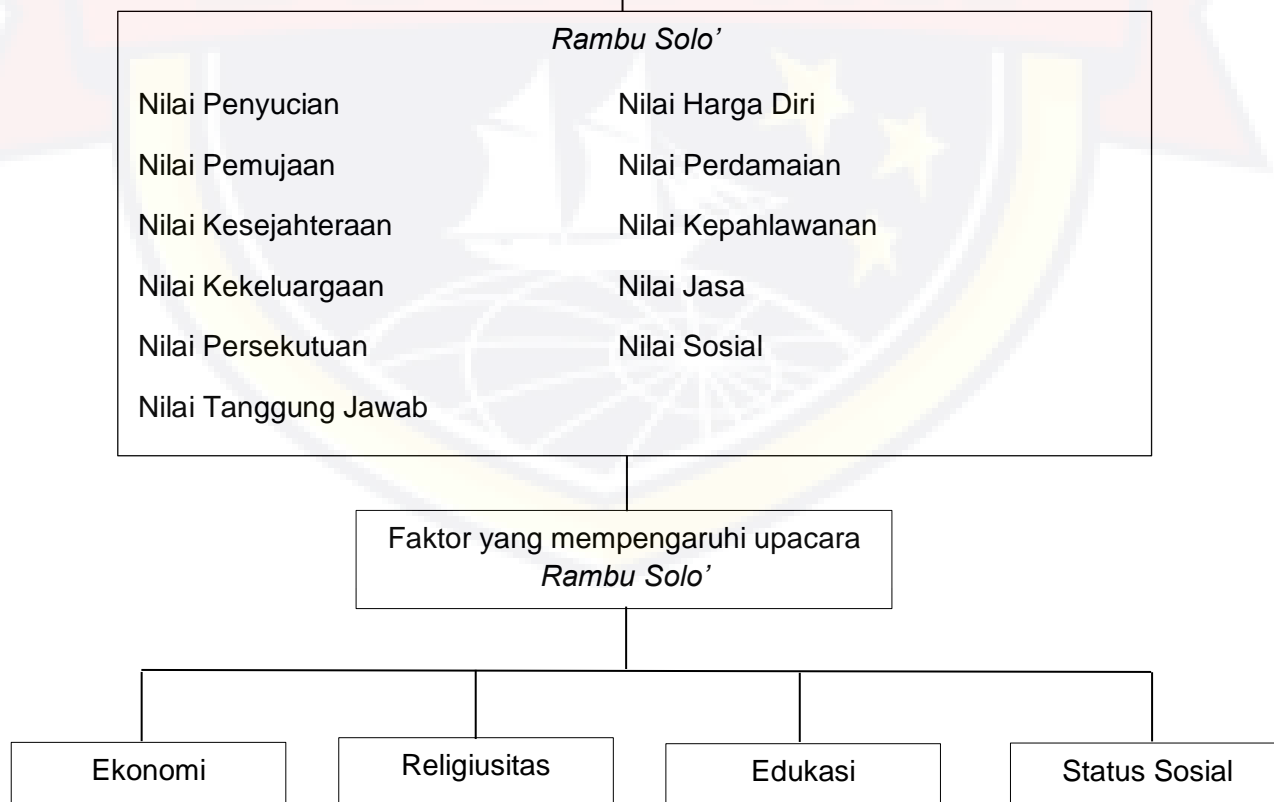 Rambu Solo’
Nilai Penyucian
Nilai Pemujaan
Nilai Kesejahteraan
Nilai Kekeluargaan
Nilai Persekutuan
Nilai Tanggung Jawab
Nilai Harga Diri
Nilai Perdamaian
Nilai Kepahlawanan
Nilai Jasa
Nilai Sosial
Faktor yang mempengaruhi upacara
Rambu Solo’
Ekonomi
Religiusitas
Edukasi
Status Sosial